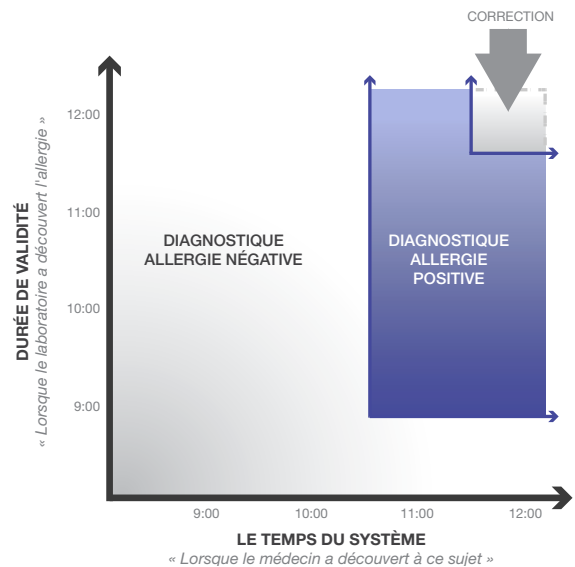 CORRECTION
DURÉE DE VALIDITÉ
« Lorsque le laboratoire a découvert l'allergie »
12:00
11:00
10:00
9:00
DIAGNOSTIQUE
ALLERGIE NÉGATIVE
DIAGNOSTIQUE
ALLERGIE
POSITIVE
9:00
10:00
11:00
12:00
LE TEMPS DU SYSTÈME
« Lorsque le médecin a découvert à ce sujet »